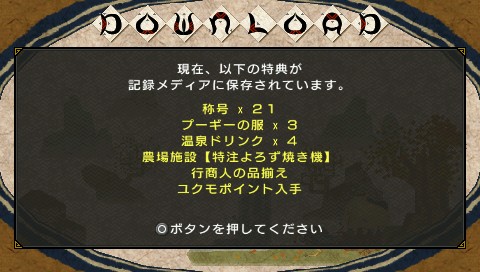 DOWNLOAD
現在、以下の特典が
記録メディアに保存されています。
称号 x ２１
プーギーの服 x ３
温泉ドリンク x ４
農場施設【特注よろず焼き機】
行商人の品揃え
ユクモポイント入手
◎ボタンを押してください